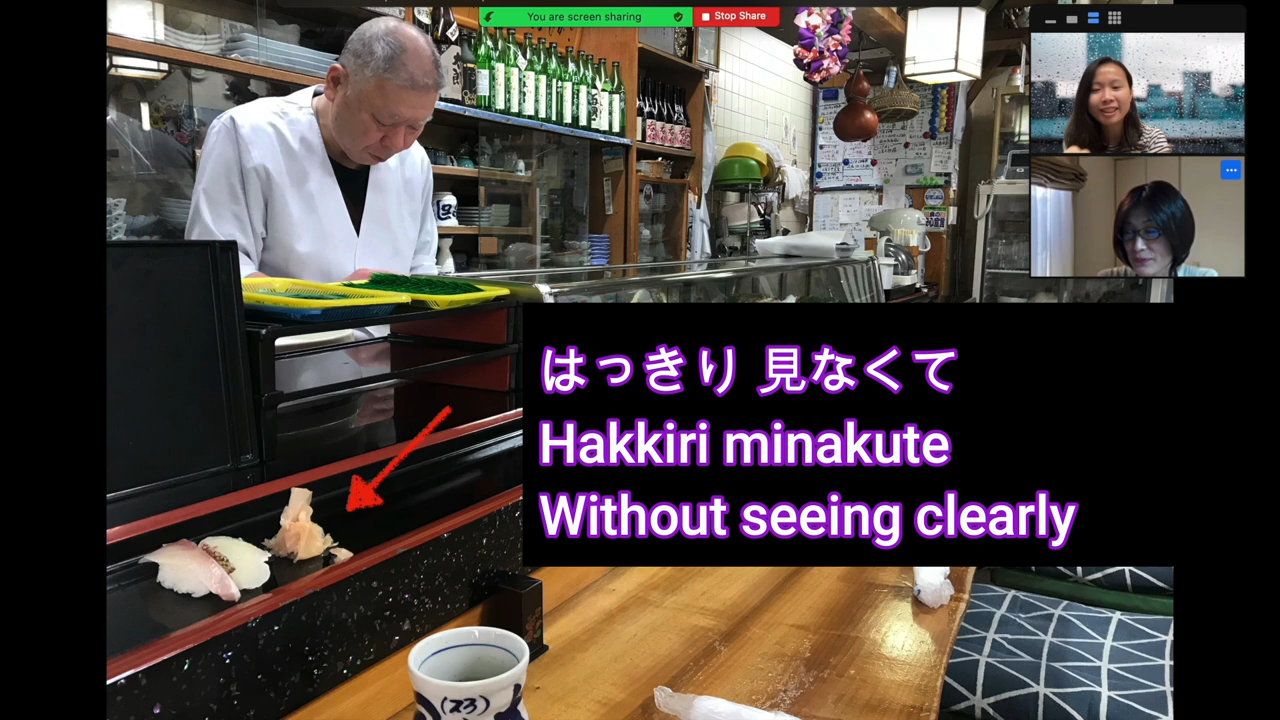 You are screen sharing
Stop Share
はっきり 見なくて
Hakkiri minakute
Without seeing clearly